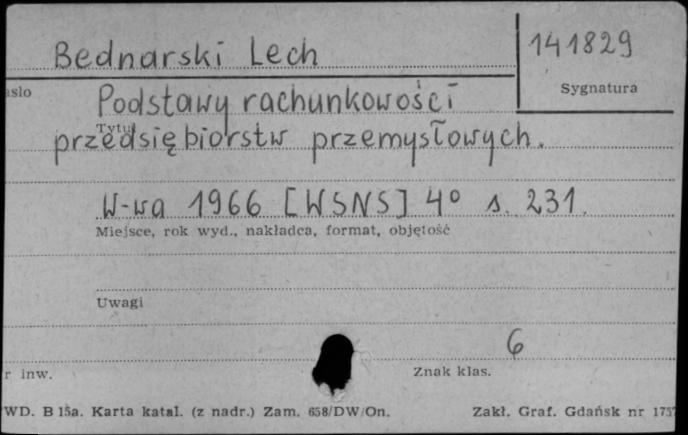 Bednarski Lech
141829
Sygnatura
Podstawy rachunkowości
Tytuł
przedsiębiorstw przemysłowych.
W-wa 1966 [WSNS] 4° s. 231.
Miejsce, rok wyd., nakładca, format, objętość
Uwagi
6
r inw.
Znak klas.
WD. B 15a. Karta katal. (z nadr.) Zam. 658/DW/On.
Zakł. Graf. Gdańsk nr